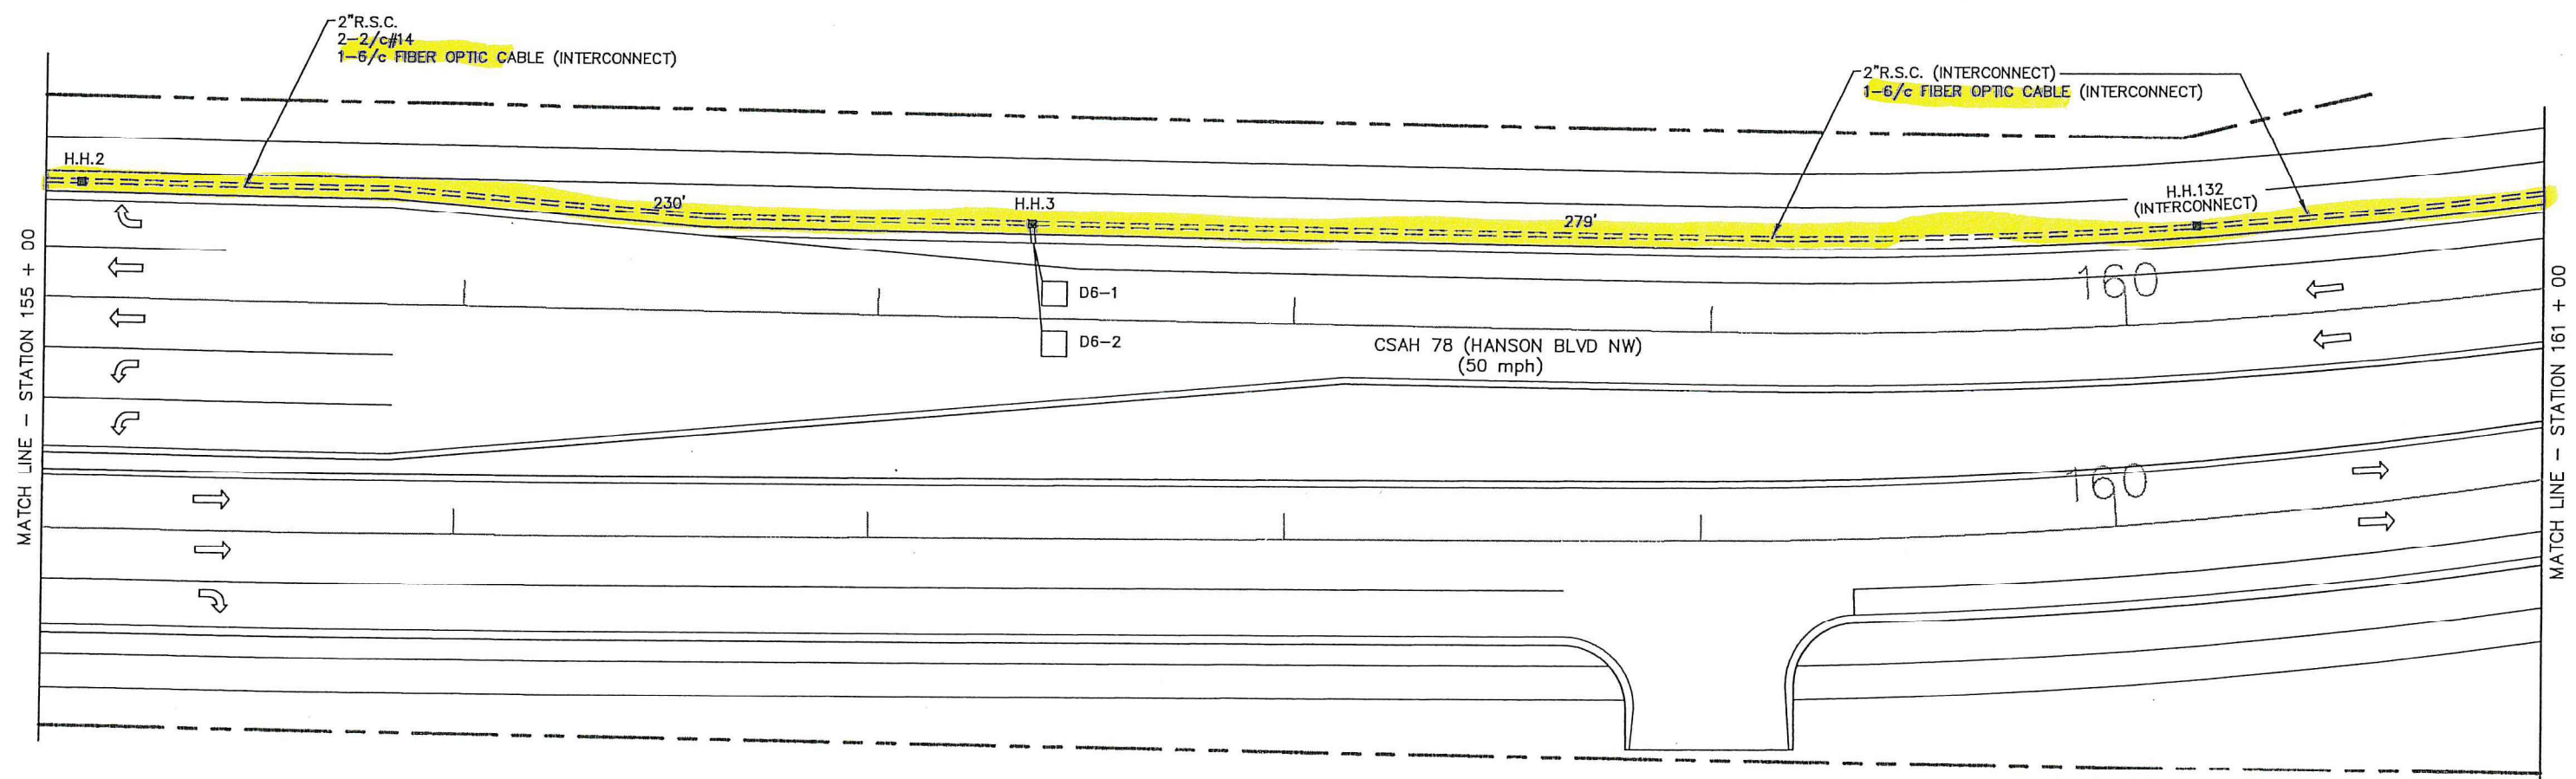 2"R.S.C.
2-2/c#14
1-6/c FIBER OPTIC CABLE (INTERCONNECT)
2"R.S.C. (INTERCONNECT)
1-6/c FIBER OPTIC CABLE (INTERCONNECT)
H.H.2
230'
H.H.3
279'
H.H.132
(INTERCONNECT)
D6-1
D6-2
160
CSAH 78 (HANSON BLVD NW)
(50 mph)
160
MATCH LINE - STATION 155 + 00
MATCH LINE - STATION 161 + 00